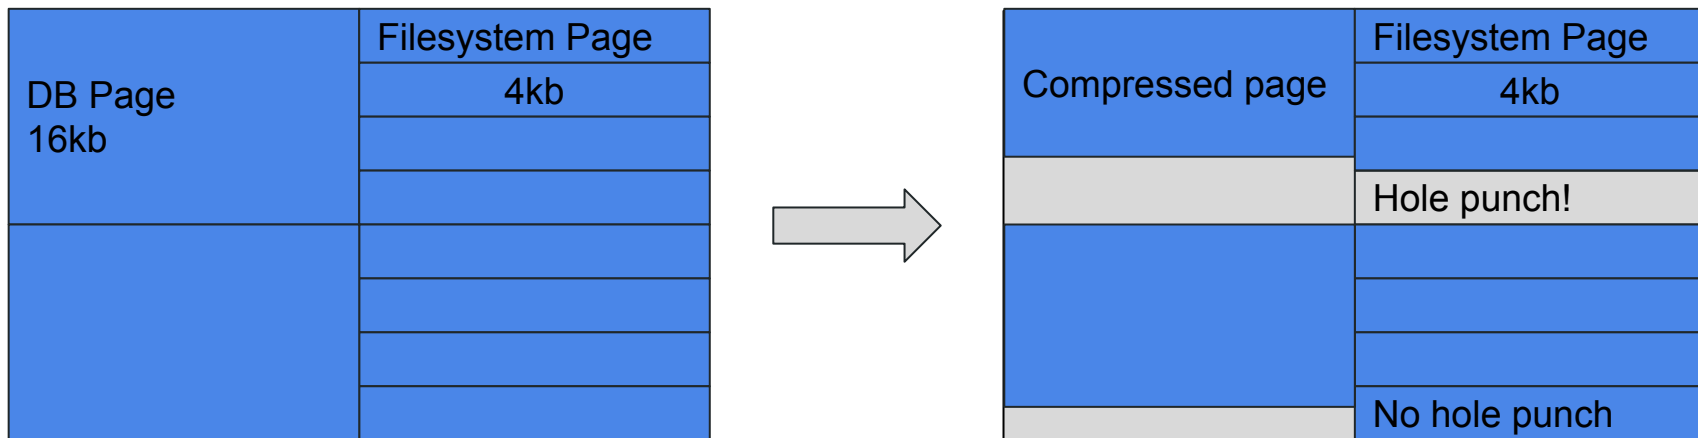 DB Page
16kb
Filesystem Page
4kb
Compressed page
Filesystem Page
4kb
Hole punch!
No hole punch